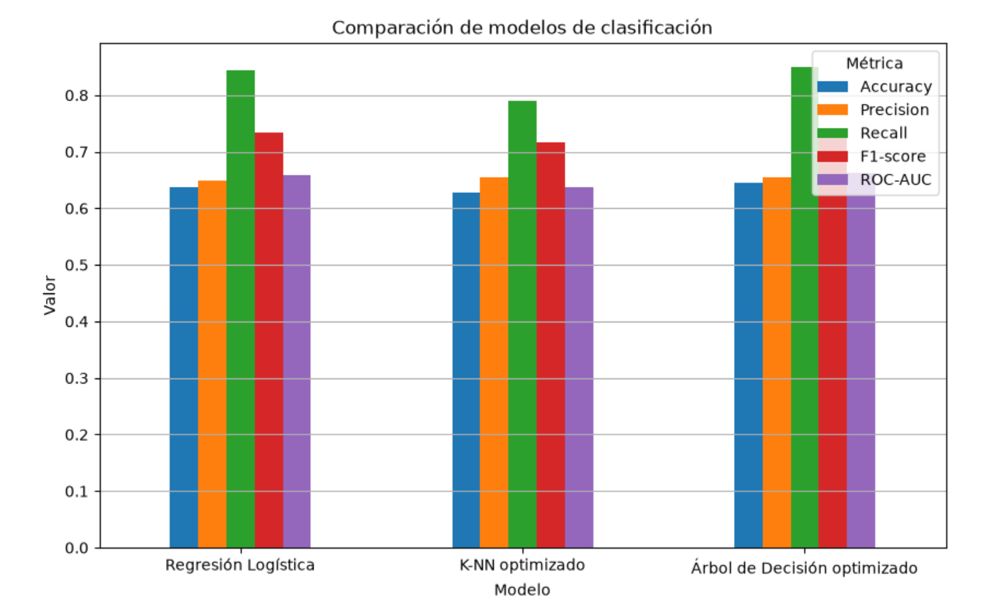 Comparación de modelos de clasificación
Métrica
Accuracy
Precision
Recall
F1-score
ROC-AUC
Valor
0.8
0.7
0.6
0.5
0.4
0.3
0.2
0.1
0.0
Regresión Logística
K-NN optimizado
Árbol de Decisión optimizado
Modelo